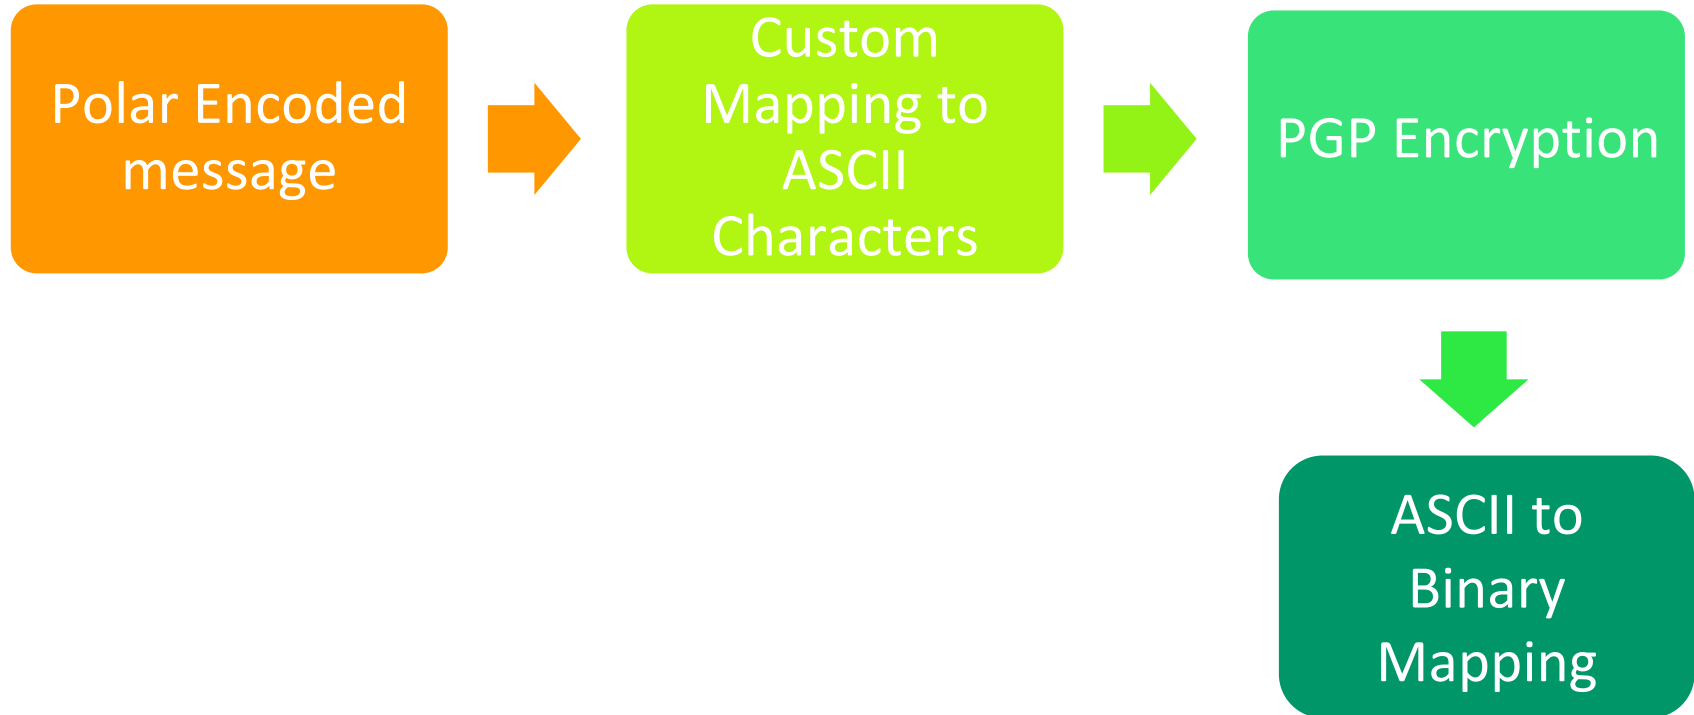 Polar Encoded
message
Custom
Mapping to
ASCII
Characters
PGP Encryption
ASCII to
Binary
Mapping